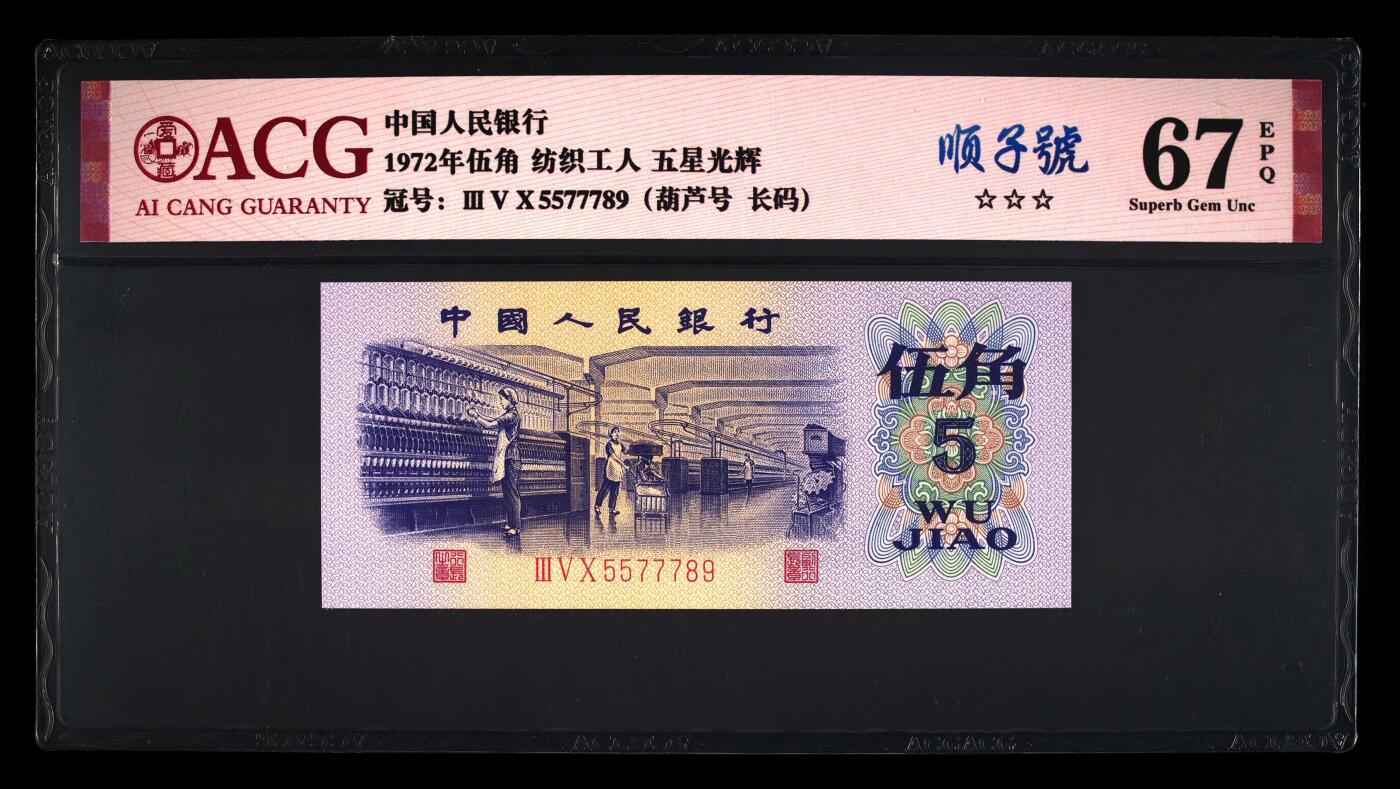 ACG
AI CANG GUARANTY
中国人民银行
1972年伍角 纺织工人 五星光辉
冠号：ⅢⅤⅩ5577789（葫芦号 长码）
顺子號
☆☆☆
67
EPQ
Superb Gem Unc
中國人民銀行
伍角
5
WU
JIAO
ⅢⅤⅩ5577789